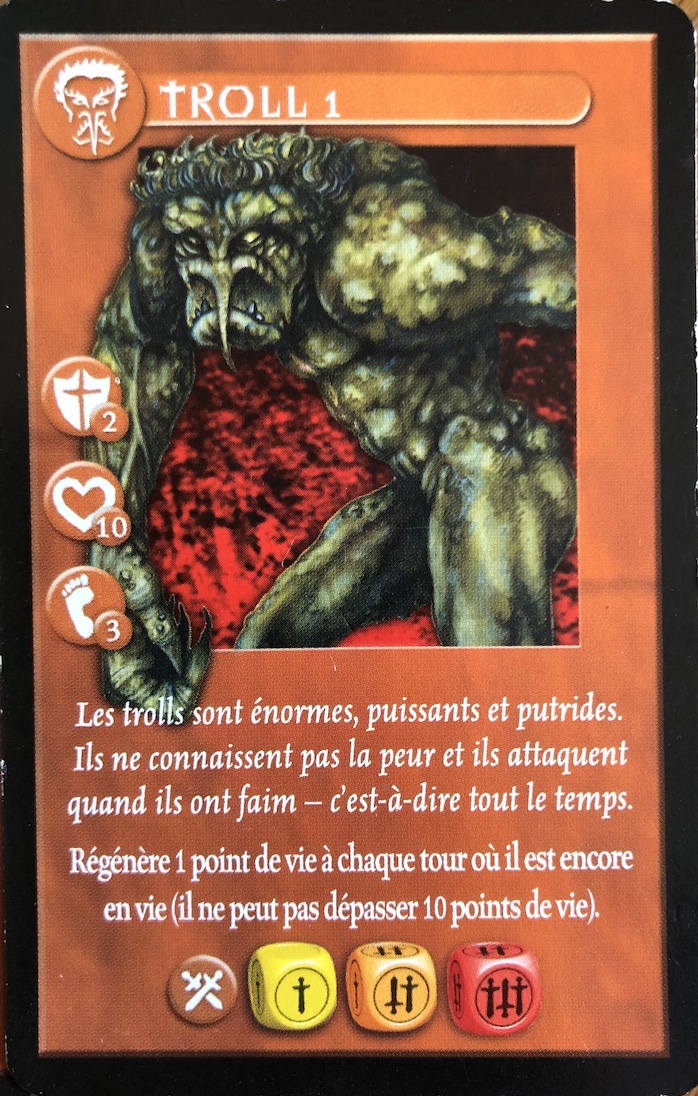 TROLL 1
2
10
3
Les trolls sont énormes, puissants et putrides.
Ils ne connaissent pas la peur et ils attaquent
quand ils ont faim – c'est-à-dire tout le temps.
Régénère 1 point de vie à chaque tour où il est encore
en vie (il ne peut pas dépasser 10 points de vie).